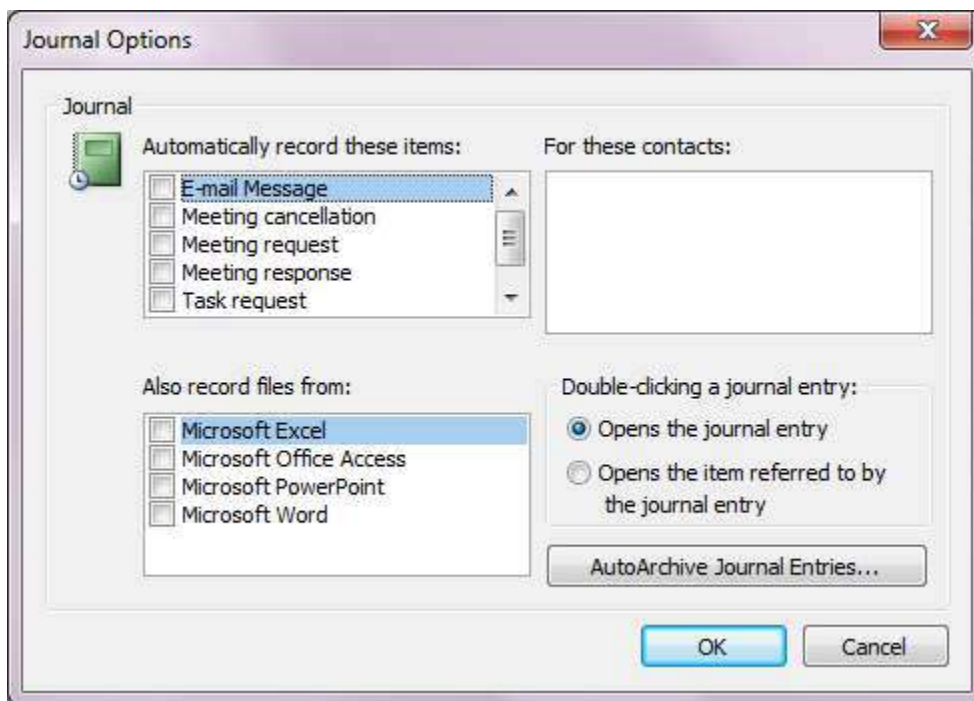 Journal Options
Journal
Automatically record these items:
E-mail Message
Meeting cancellation
Meeting request
Meeting response
Task request
For these contacts:
Also record files from:
Microsoft Excel
Microsoft Office Access
Microsoft PowerPoint
Microsoft Word
Double-clicking a journal entry:
Opens the journal entry
Opens the item referred to by
the journal entry
AutoArchive Journal Entries...
OK
Cancel